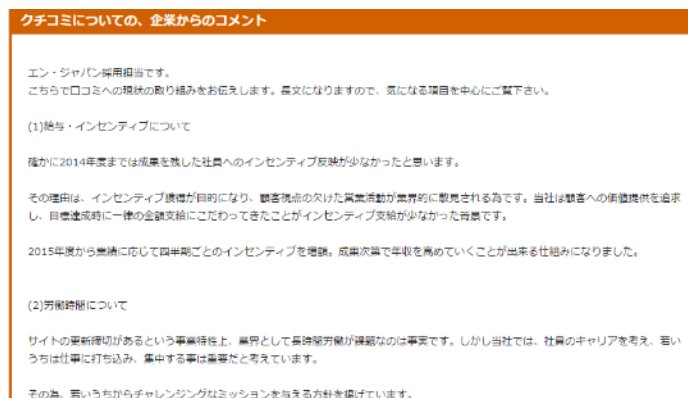 クチコミについての、企業からのコメント
エン・ジャパン採用担当です。
こちらで口コミへの現状の取り組みをお伝えします。長文になりますので、気になる項目を中心にご覧下さい。
(1)給与・インセンティブについて
確かに2014年度までは成果を残した社員へのインセンティブ反映が少なかったと思います。
その理由は、インセンティブ獲得が目的になり、顧客視点の欠けた営業活動が業界的に散見される為です。当社は顧客への価値提供を追求
し、目標達成時に一律の金額支給にこだわってきたことがインセンティブ支給が少なかった背景です。
2015年度から業績に応じて四半期ごとのインセンティブを増額。成果次第で年収を高めていくことが出来る仕組みになりました。
(2)労働時間について
サイトの更新締切があるという事業特性上、業界として長時間労働が課題なのは事実です。しかし当社では、社員のキャリアを考え、若い
うちは仕事に打ち込み、集中する事は重要だと考えています。
その為、若いうちからチャレンジングなミッションを与える方針を掲げています。